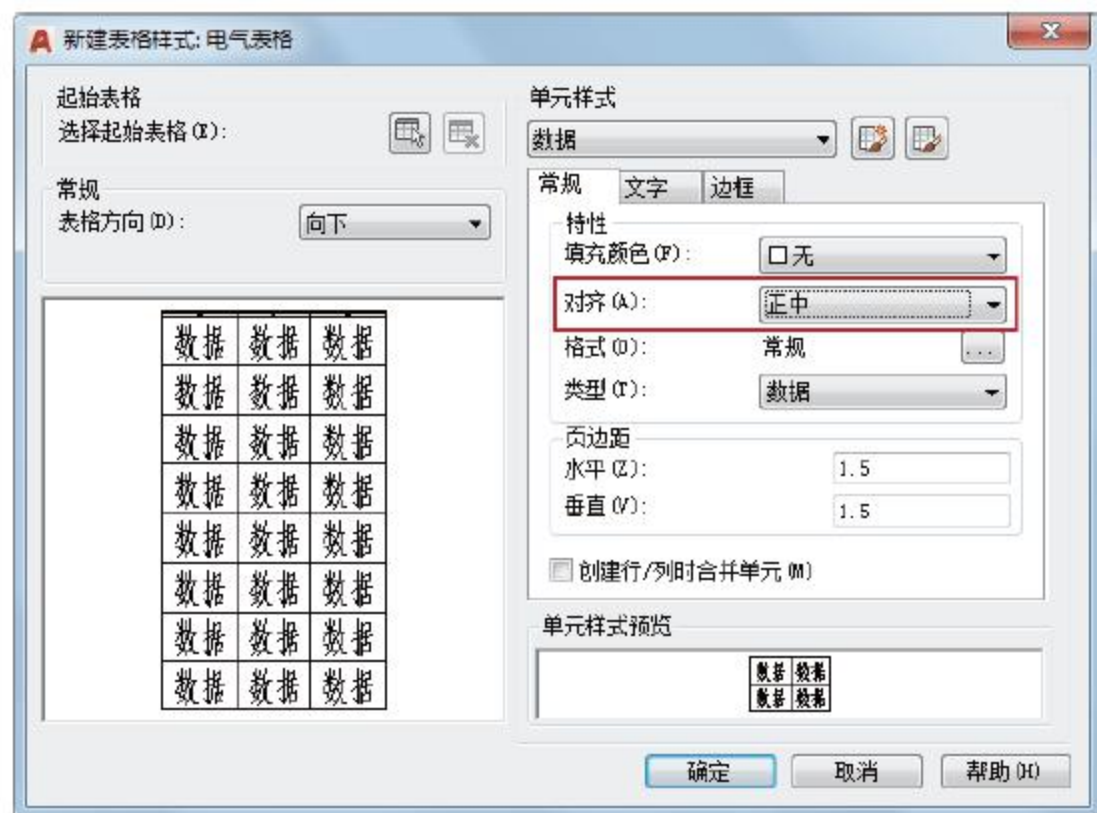 新建表格样式: 电气表格
起始表格
选择起始表格(E):
常规
表格方向(D):
向下
数据 数据 数据
数据 数据 数据
数据 数据 数据
数据 数据 数据
数据 数据 数据
数据 数据 数据
数据 数据 数据
数据 数据 数据
单元样式
数据
常规 文字 边框
特性
填充颜色(F): 无
对齐(A): 正中
格式(O): 常规 ...
类型(T): 数据
页边距
水平(Z): 1.5
垂直(V): 1.5
创建行/列时合并单元(M)
单元样式预览
数据 数据
数据 数据
确定 取消 帮助(H)